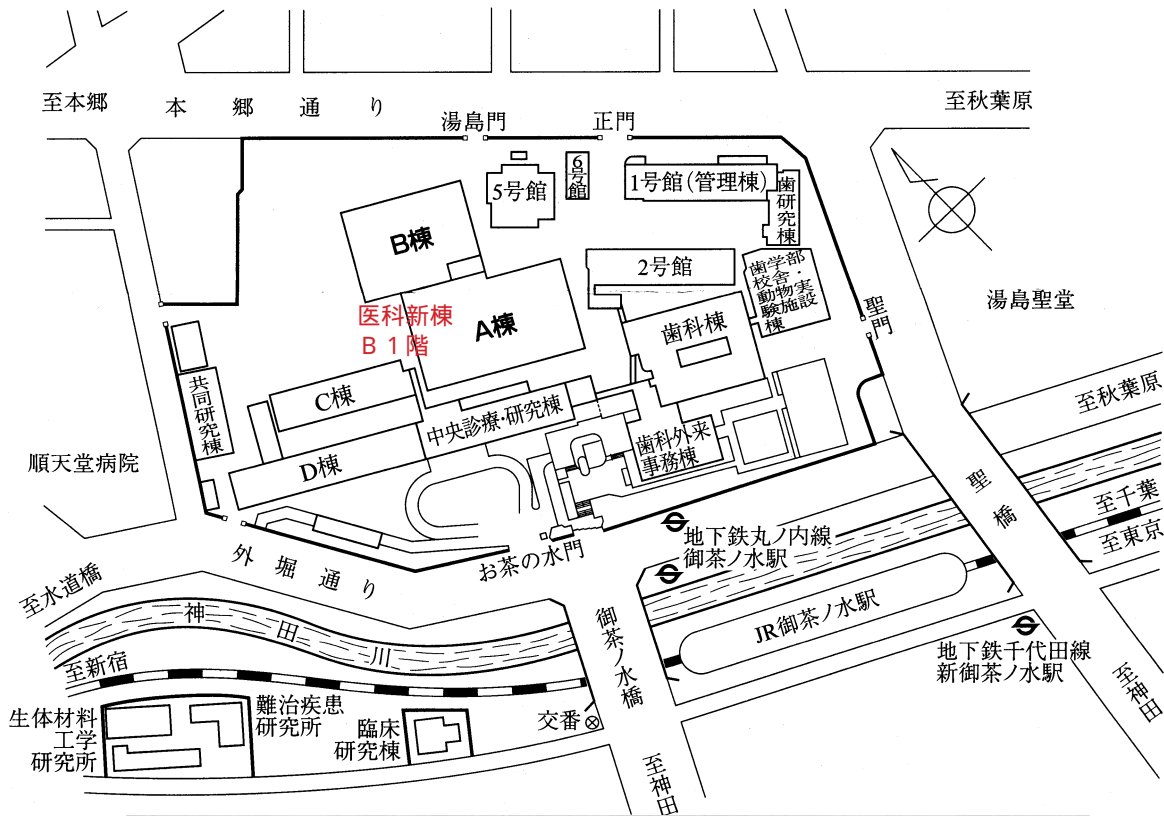 至本郷
本郷通り
湯島門
正門
至秋葉原
5号館
6号館
1号館(管理棟)
歯研究棟
B棟
2号館
歯学部
校舎・
動物実
験施設
棟
湯島聖堂
医科新棟
B1階
A棟
歯科棟
聖門
共同研究棟
C棟
中央診療・研究棟
至秋葉原
順天堂病院
D棟
歯科外来
事務棟
聖橋
至千葉
至東京
地下鉄丸ノ内線
御茶ノ水駅
お茶の水門
外堀通り
至水道橋
神田川
御茶ノ水橋
JR御茶ノ水駅
地下鉄千代田線
新御茶ノ水駅
至新宿
至神田
生体材料
工学
研究所
難治疾患
研究所
臨床
研究棟
交番
至神田